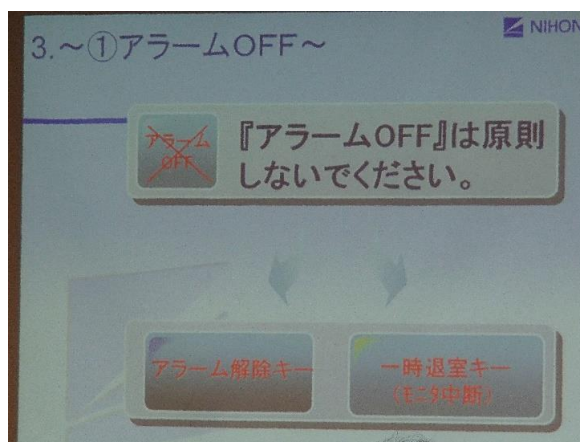 3.～①アラームOFF～
NIHON
アラーム
OFF
『アラームOFF』は原則
しないでください。
アラーム解除キー
一時退室キー
(モニタ中断)